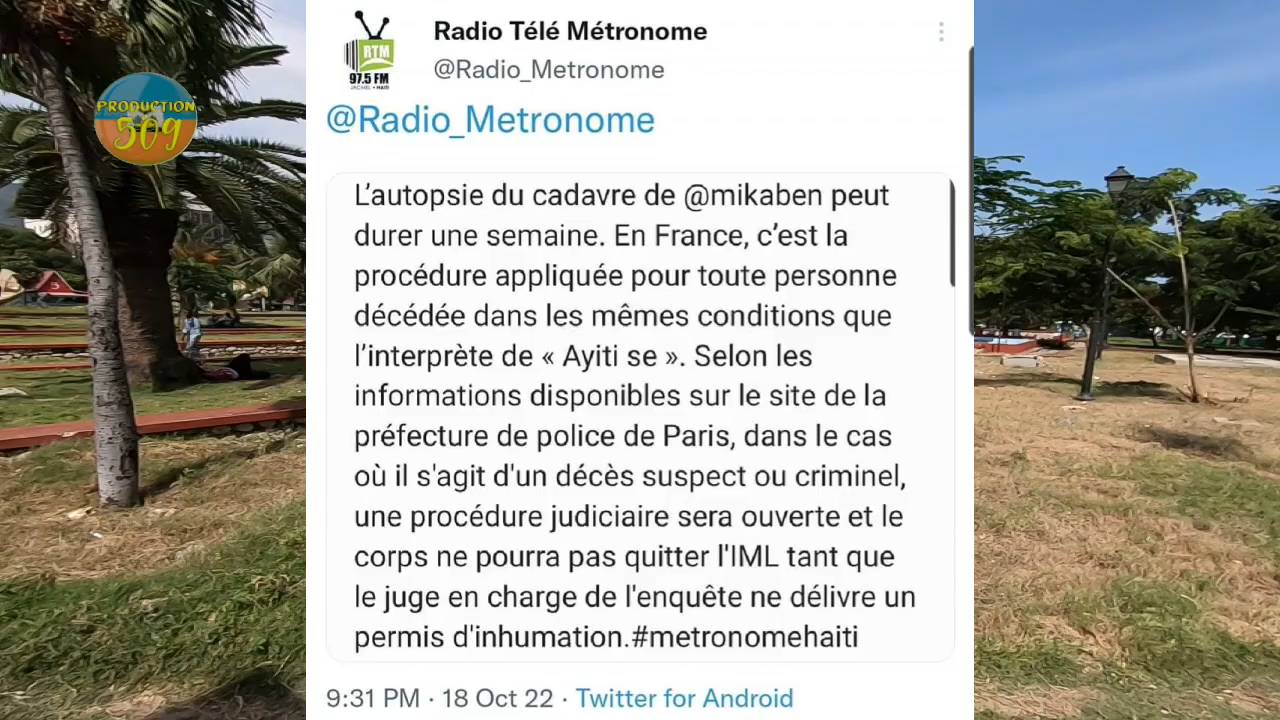 PRODUCTION
509
RTM
97.5 FM
JACMEL • HAITI
Radio Télé Métronome
@Radio_Metronome
@Radio_Metronome
L’autopsie du cadavre de @mikaben peut
durer une semaine. En France, c’est la
procédure appliquée pour toute personne
décédée dans les mêmes conditions que
l’interprète de « Ayiti se ». Selon les
informations disponibles sur le site de la
préfecture de police de Paris, dans le cas
où il s'agit d'un décès suspect ou criminel,
une procédure judiciaire sera ouverte et le
corps ne pourra pas quitter l'IML tant que
le juge en charge de l'enquête ne délivre un
permis d'inhumation.#metronomehaiti
9:31 PM · 18 Oct 22 · Twitter for Android